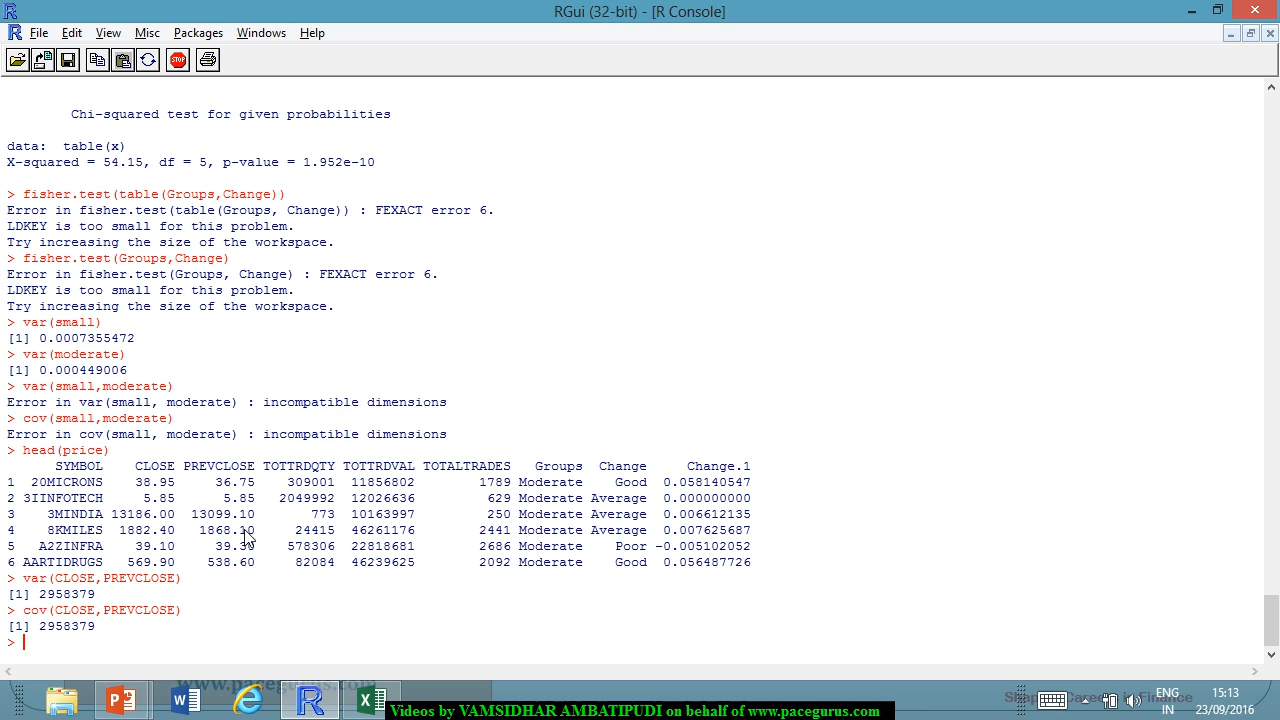 RGui (32-bit) - [R Console]
File Edit View Misc Packages Windows Help
STOP
Chi-squared test for given probabilities
data:  table(x)
X-squared = 54.15, df = 5, p-value = 1.952e-10
> fisher.test(table(Groups,Change))
Error in fisher.test(table(Groups, Change)) : FEXACT error 6.
LDKEY is too small for this problem.
Try increasing the size of the workspace.
> fisher.test(Groups,Change)
Error in fisher.test(Groups, Change) : FEXACT error 6.
LDKEY is too small for this problem.
Try increasing the size of the workspace.
> var(small)
[1] 0.0007355472
> var(moderate)
[1] 0.000449006
> var(small,moderate)
Error in var(small, moderate) : incompatible dimensions
> cov(small,moderate)
Error in cov(small, moderate) : incompatible dimensions
> head(price)
SYMBOL CLOSE PREVCLOSE TOTTRDQTY TOTTRDVAL TOTALTRADES Groups Change Change.1
1 20MICRONS 38.95 36.75 309001 11856802 1789 Moderate Good 0.058140547
2 3IINFOTECH 5.85 5.85 2049992 12026636 629 Moderate Average 0.000000000
3 3MINDIA 13186.00 13099.10 773 10163997 250 Moderate Average 0.006612135
4 8KMILES 1882.40 1868.10 24415 46261176 2441 Moderate Average 0.007625687
5 A2ZINFRA 39.10 39.30 578306 22818681 2686 Moderate Poor -0.005102052
6 AARTIDRUGS 569.90 538.60 82084 46239625 2092 Moderate Good 0.056487726
> var(CLOSE,PREVCLOSE)
[1] 2958379
> cov(CLOSE,PREVCLOSE)
[1] 2958379
>
www.pacegurus.com
ENG
IN
15:13
23/09/2016
Videos by VAMSIDHAR AMBATIPUDI on behalf of www.pacegurus.com